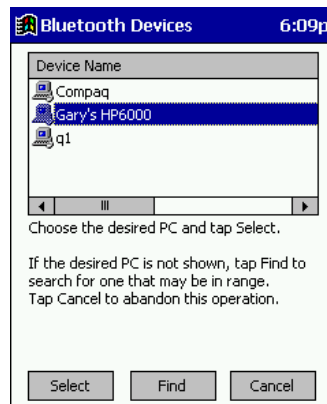 Bluetooth Devices 6:09p
Device Name
Compaq
Gary's HP6000
q1
Choose the desired PC and tap Select.
If the desired PC is not shown, tap Find to
search for one that may be in range.
Tap Cancel to abandon this operation.
Select Find Cancel